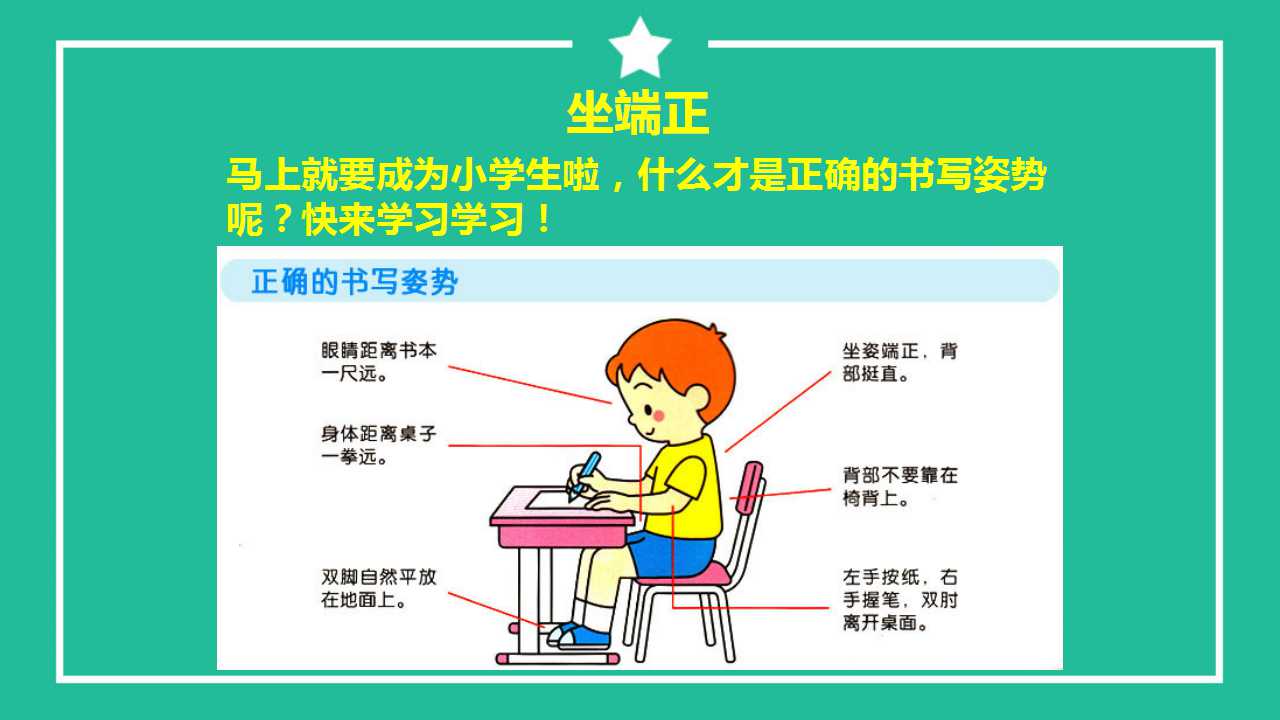 坐端正
马上就要成为小学生啦，什么才是正确的书写姿势
呢？快来学习学习！
正确的书写姿势
眼睛距离书本
一尺远。
身体距离桌子
一拳远。
双脚自然平放
在地面上。
坐姿端正，背
部挺直。
背部不要靠在
椅背上。
左手按纸，右
手握笔，双肘
离开桌面。